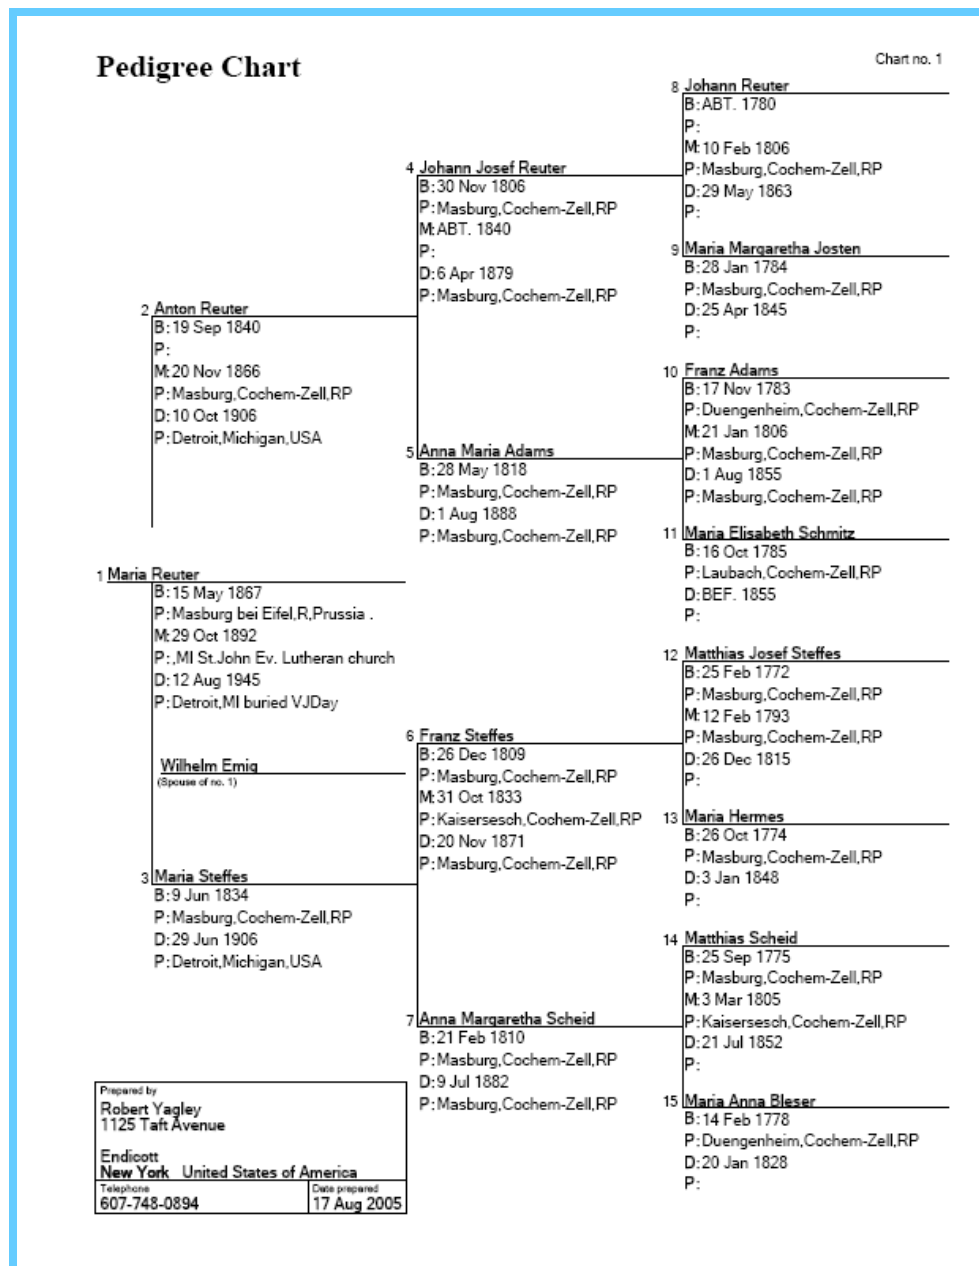 Pedigree Chart
Chart no. 1
8 Johann Reuter
B:ABT. 1780
P:
M:10 Feb 1806
P:Masburg,Cochem-Zell,RP
D:29 May 1863
P:
4 Johann Josef Reuter
B:30 Nov 1806
P:Masburg,Cochem-Zell,RP
M:ABT. 1840
P:
D:6 Apr 1879
P:Masburg,Cochem-Zell,RP
9 Maria Margaretha Josten
B:28 Jan 1784
P:Masburg,Cochem-Zell,RP
D:25 Apr 1845
P:
2 Anton Reuter
B:19 Sep 1840
P:
M:20 Nov 1866
P:Masburg,Cochem-Zell,RP
D:10 Oct 1906
P:Detroit,Michigan,USA
10 Franz Adams
B:17 Nov 1783
P:Duengenheim,Cochem-Zell,RP
M:21 Jan 1806
P:Masburg,Cochem-Zell,RP
D:1 Aug 1855
P:Masburg,Cochem-Zell,RP
5 Anna Maria Adams
B:28 May 1818
P:Masburg,Cochem-Zell,RP
D:1 Aug 1888
P:Masburg,Cochem-Zell,RP
11 Maria Elisabeth Schmitz
B:16 Oct 1785
P:Laubach,Cochem-Zell,RP
D:BEF. 1855
P:
1 Maria Reuter
B:15 May 1867
P:Masburg bei Eifel,R,Prussia .
M:29 Oct 1892
P:,MI St.John Ev. Lutheran church
D:12 Aug 1945
P:Detroit,MI buried VJDay
Wilhelm Emig
(Spouse of no. 1)
12 Matthias Josef Steffes
B:25 Feb 1772
P:Masburg,Cochem-Zell,RP
M:12 Feb 1793
P:Masburg,Cochem-Zell,RP
D:26 Dec 1815
P:
6 Franz Steffes
B:26 Dec 1809
P:Masburg,Cochem-Zell,RP
M:31 Oct 1833
P:Kaisersesch,Cochem-Zell,RP
D:20 Nov 1871
P:Masburg,Cochem-Zell,RP
13 Maria Hermes
B:26 Oct 1774
P:Masburg,Cochem-Zell,RP
D:3 Jan 1848
P:
3 Maria Steffes
B:9 Jun 1834
P:Masburg,Cochem-Zell,RP
D:29 Jun 1906
P:Detroit,Michigan,USA
14 Matthias Scheid
B:25 Sep 1775
P:Masburg,Cochem-Zell,RP
M:3 Mar 1805
P:Kaisersesch,Cochem-Zell,RP
D:21 Jul 1852
P:
7 Anna Margaretha Scheid
B:21 Feb 1810
P:Masburg,Cochem-Zell,RP
D:9 Jul 1882
P:Masburg,Cochem-Zell,RP
15 Maria Anna Bleser
B:14 Feb 1778
P:Duengenheim,Cochem-Zell,RP
D:20 Jan 1828
P:
Prepared by
Robert Yagley
1125 Taft Avenue
Endicott
New York United States of America
Telephone
607-748-0894
Date prepared
17 Aug 2005